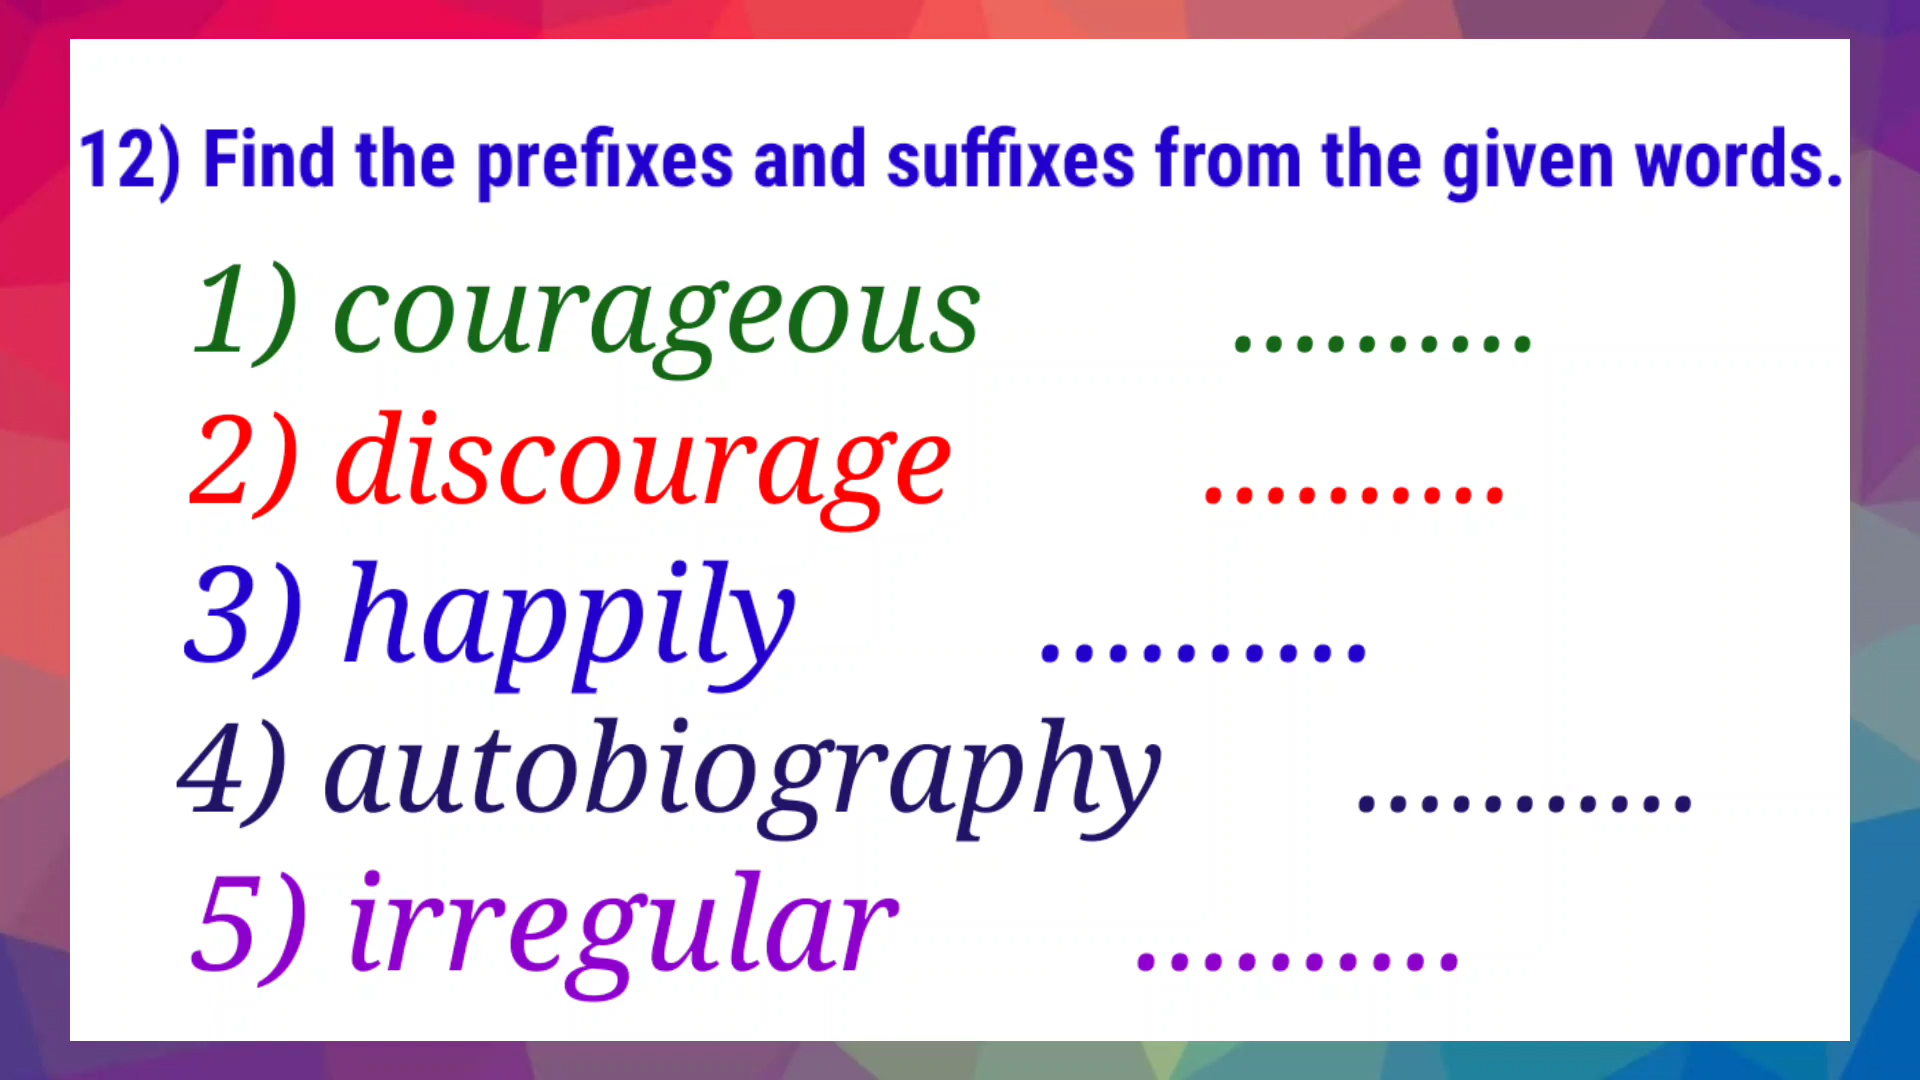 12) Find the prefixes and suffixes from the given words.
1) courageous ..........
2) discourage ..........
3) happily ..........
4) autobiography ...........
5) irregular ..........